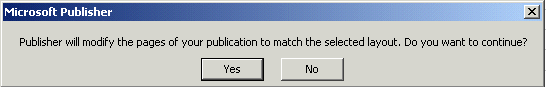 Microsoft Publisher
Publisher will modify the pages of your publication to match the selected layout. Do you want to continue?
Yes No